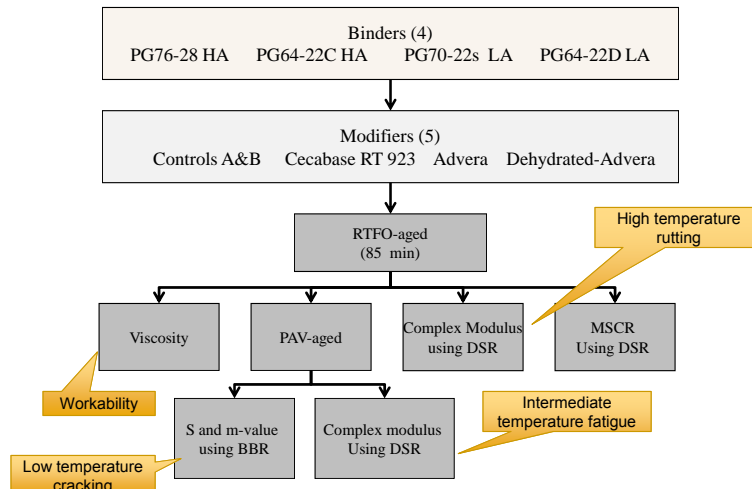 Binders (4)
PG76-28 HA PG64-22C HA PG70-22s LA PG64-22D LA
Modifiers (5)
Controls A&B Cecabase RT 923 Advera Dehydrated-Advera
RTFO-aged
(85 min)
High temperature
rutting
Viscosity
PAV-aged
Complex Modulus
using DSR
MSCR
Using DSR
Workability
S and m-value
using BBR
Complex modulus
Using DSR
Intermediate
temperature fatigue
Low temperature
cracking